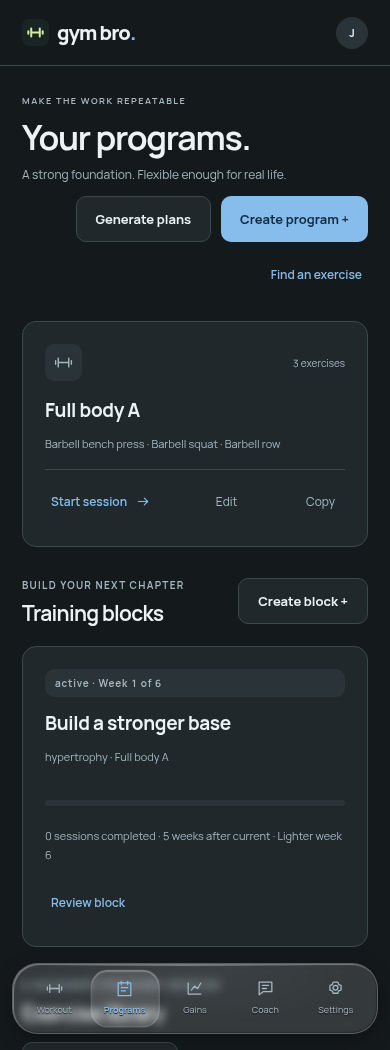 gym bro.
J
MAKE THE WORK REPEATABLE
Your programs.
A strong foundation. Flexible enough for real life.
Generate plans
Create program +
Find an exercise
3 exercises
Full body A
Barbell bench press · Barbell squat · Barbell row
Start session →
Edit
Copy
BUILD YOUR NEXT CHAPTER
Training blocks
Create block +
active · Week 1 of 6
Build a stronger base
hypertrophy · Full body A
0 sessions completed · 5 weeks after current · Lighter week
6
Review block
Workout
Programs
Gains
Coach
Settings